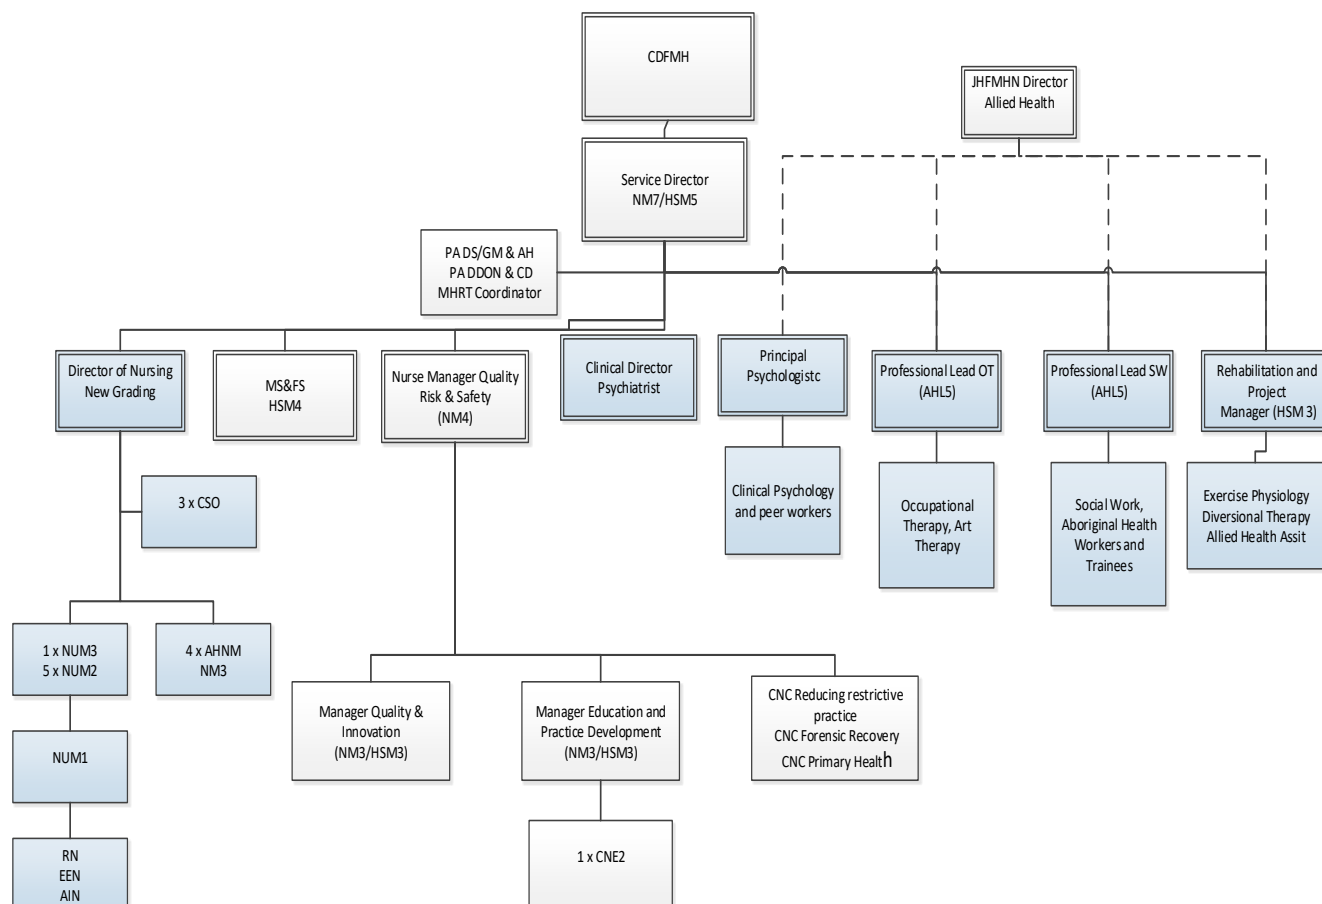 CDFMH
JHFMHN Director
Allied Health
Service Director
NM7/HSM5
PA DS/GM & AH
PA DDON & CD
MHRT Coordinator
Director of Nursing
New Grading
MS&FS
HSM4
Nurse Manager Quality
Risk & Safety
(NM4)
Clinical Director
Psychiatrist
Principal
Psychologistc
Professional Lead OT
(AHL5)
Professional Lead SW
(AHL5)
Rehabilitation and
Project
Manager (HSM 3)
3 x CSO
Clinical Psychology
and peer workers
Occupational
Therapy, Art
Therapy
Social Work,
Aboriginal Health
Workers and
Trainees
Exercise Physiology
Diversional Therapy
Allied Health Assit
1 x NUM3
5 x NUM2
4 x AHNM
NM3
Manager Quality &
Innovation
(NM3/HSM3)
Manager Education and
Practice Development
(NM3/HSM3)
CNC Reducing restrictive
practice
CNC Forensic Recovery
CNC Primary Health
NUM1
RN
EEN
AIN
1 x CNE2